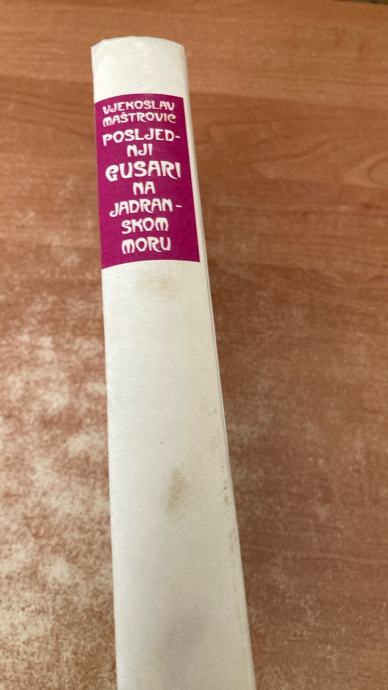 VJEKOSLAV
MAŠTROVIĆ
POSLJED-
NJI
GUSARI
NA
JADRAN-
SKOM
MORU